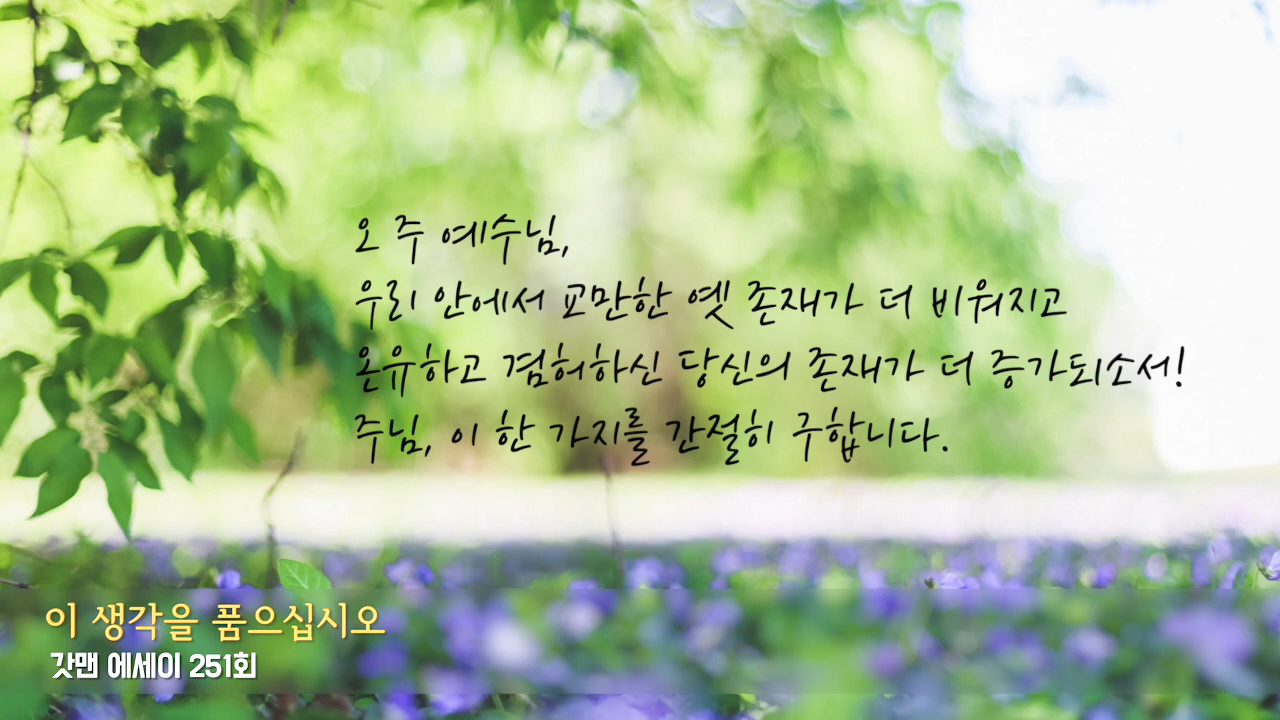 오 주 예수님,
우리 안에서 교만한 옛 존재가 더 비워지고
온유하고 겸허하신 당신의 존재가 더 증가되소서!
주님, 이 한 가지를 간절히 구합니다.
이 생각을 품으십시오
갓맨 에세이 251회